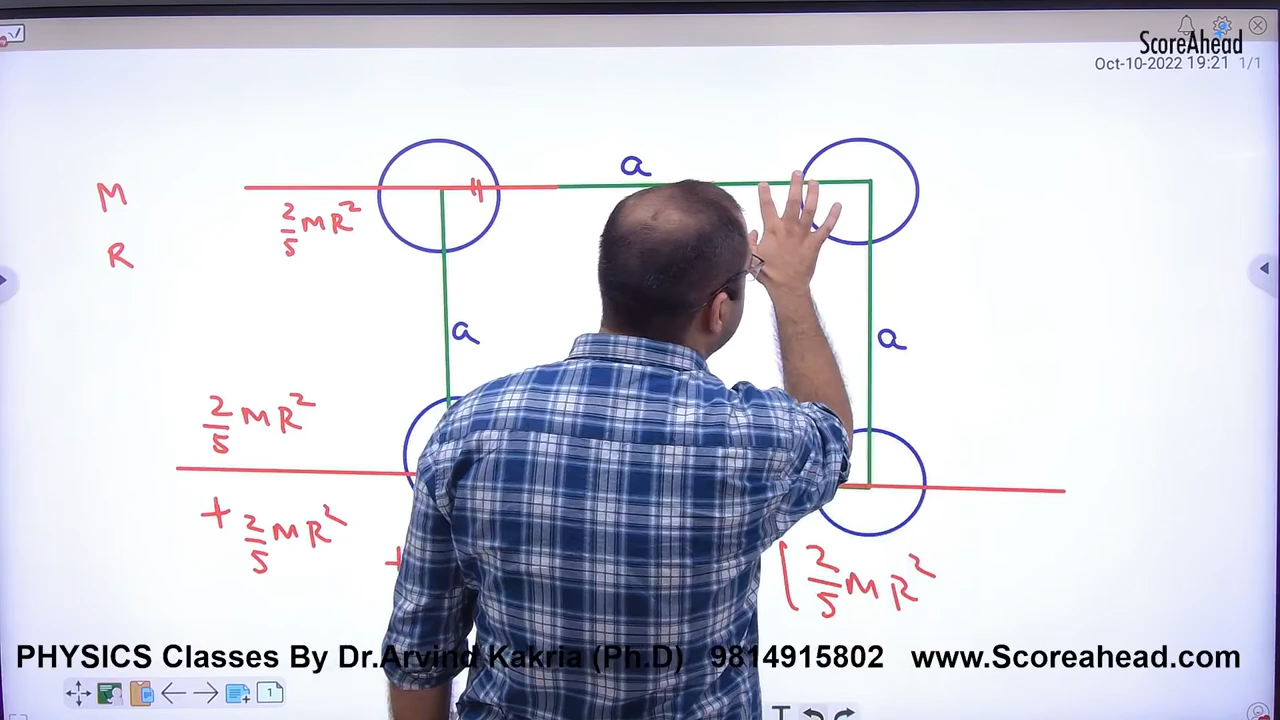 ScoreAhead
Oct-10-2022 19:21 1/1
a
M
2/5 MR²
R
a
a
2/5 MR²
+ 2/5 MR²
+
[ 2/5 MR²
PHYSICS Classes By Dr.Arvind Kakria (Ph.D) 9814915802 www.Scoreahead.com
1
T